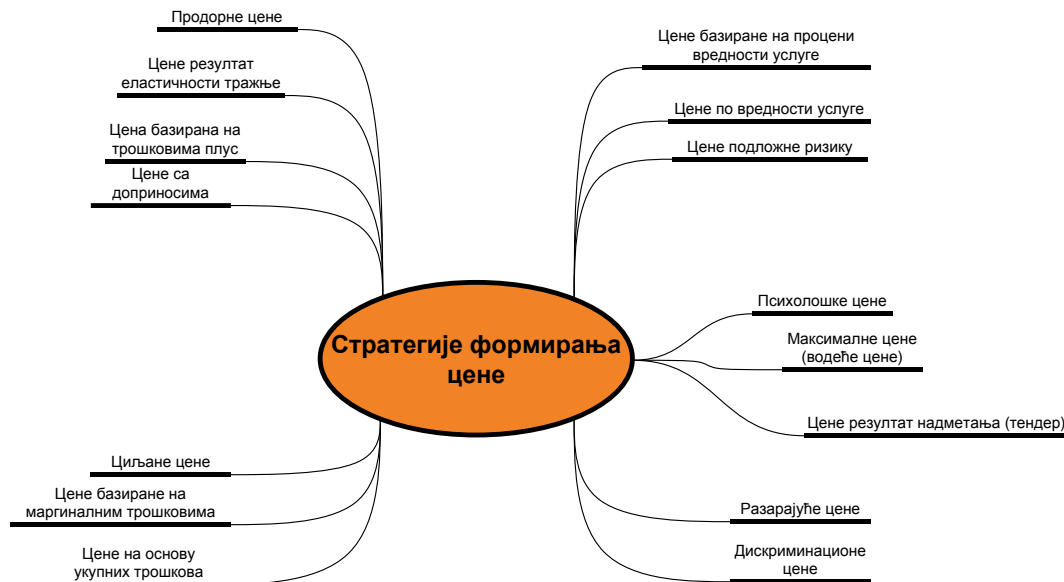 Продорне цене
Цене резултат
еластичности тражње
Цена базирана на
трошковима плус
Цене са
доприносима
Цене базиране на процени
вредности услуге
Цене по вредности услуге
Цене подложне ризику
Стратегије формирања
цене
Психолошке цене
Максималне цене
(водеће цене)
Цене резултат надметања (тендер)
Циљане цене
Цене базиране на
маргиналним трошковима
Цене на основу
укупних трошкова
Разарајуће цене
Дискриминационе
цене